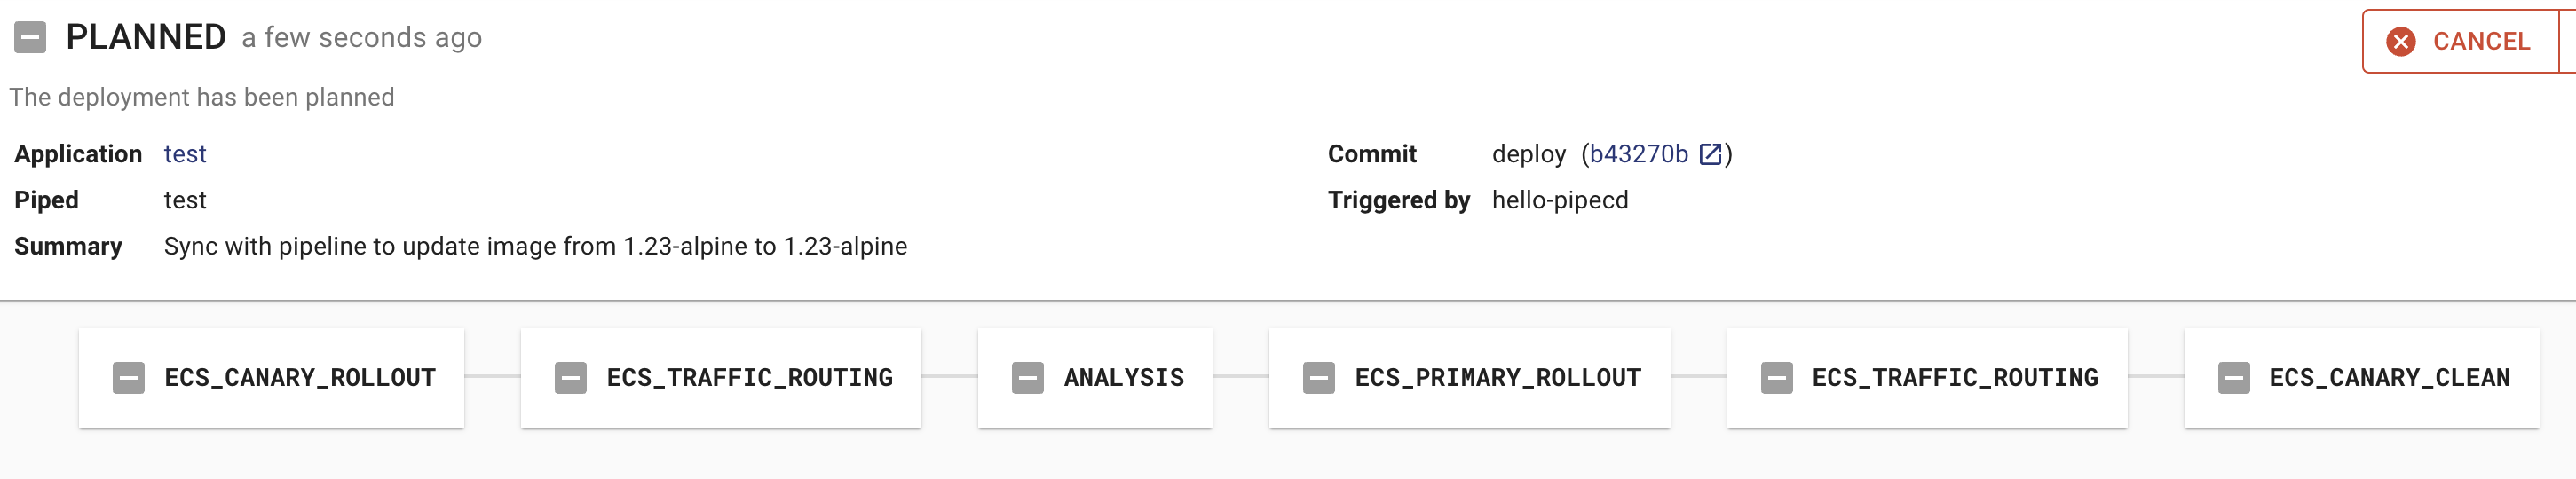 PLANNED a few seconds ago
CANCEL
The deployment has been planned
Application test
Piped test
Summary Sync with pipeline to update image from 1.23-alpine to 1.23-alpine
Commit deploy (b43270b)
Triggered by hello-pipecd
ECS_CANARY_ROLLOUT
ECS_TRAFFIC_ROUTING
ANALYSIS
ECS_PRIMARY_ROLLOUT
ECS_TRAFFIC_ROUTING
ECS_CANARY_CLEAN